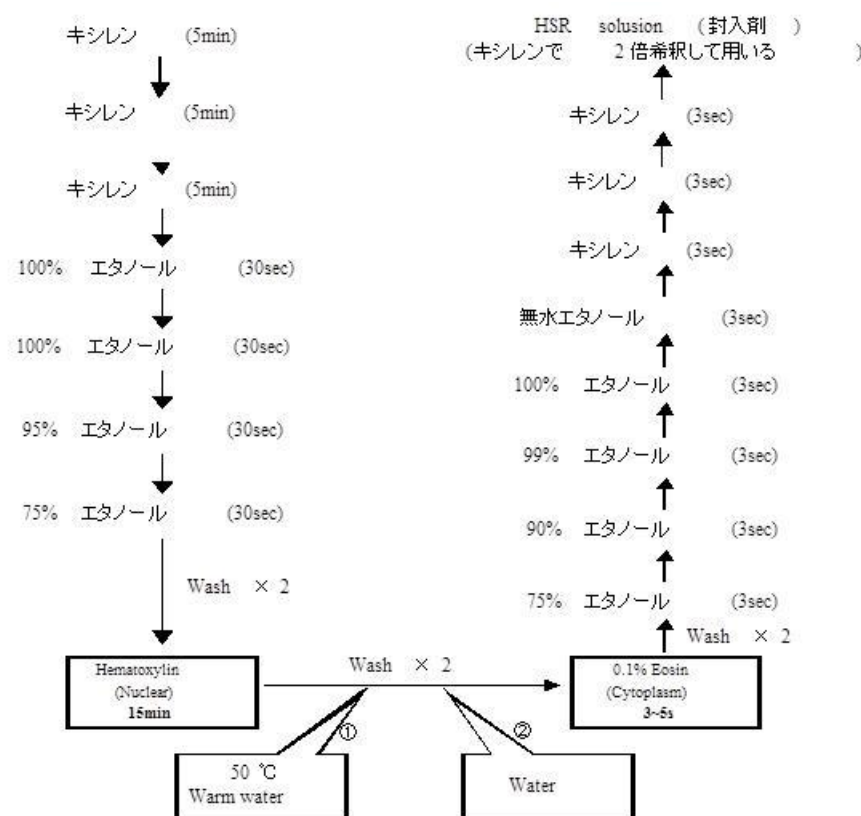 キシレン (5min)
キシレン (5min)
キシレン (5min)
100% エタノール (30sec)
100% エタノール (30sec)
95% エタノール (30sec)
75% エタノール (30sec)
Wash × 2
Hematoxylin
(Nuclear)
15min
Wash × 2
①
50 ℃
Warm water
②
Water
0.1% Eosin
(Cytoplasm)
3~5s
Wash × 2
75% エタノール (3sec)
90% エタノール (3sec)
99% エタノール (3sec)
100% エタノール (3sec)
無水エタノール (3sec)
キシレン (3sec)
キシレン (3sec)
キシレン (3sec)
HSR solusion (封入剤)
(キシレンで 2倍希釈して用いる)